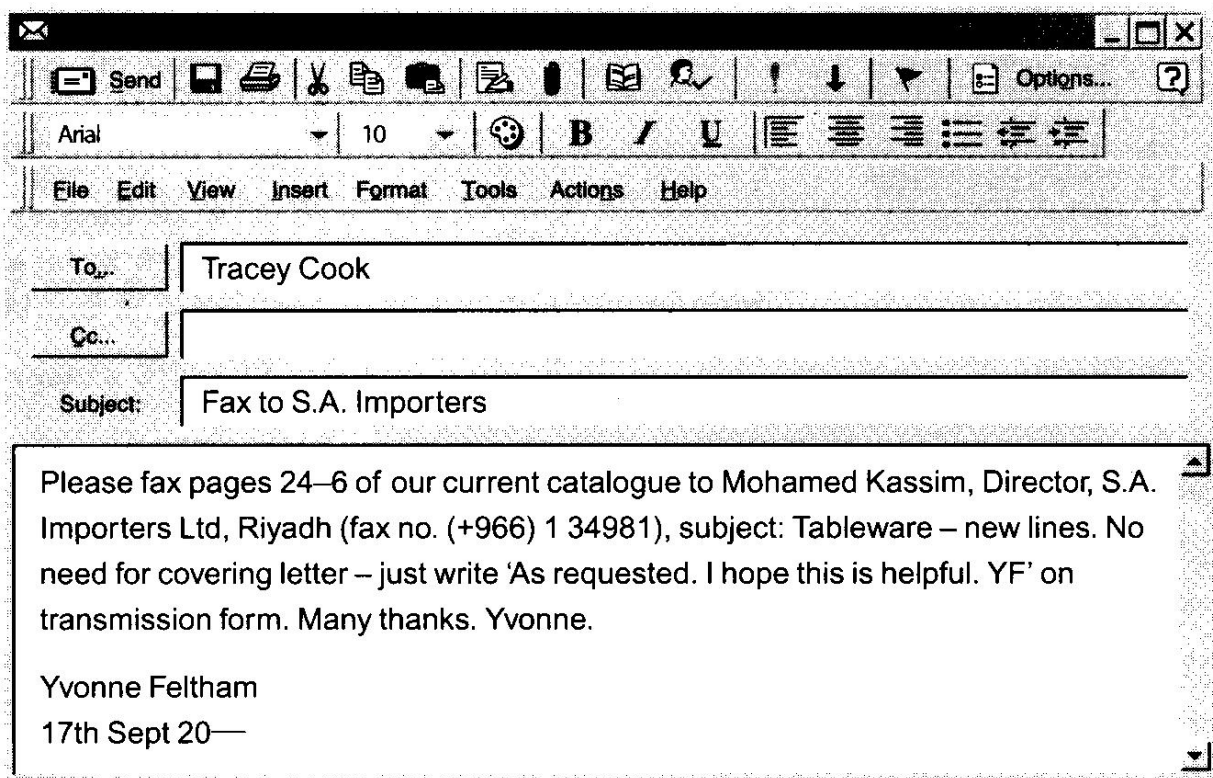 Send Options...
Arial 10 B I U
File Edit View Insert Format Tools Actions Help
To... Tracey Cook
Cc...
Subject: Fax to S.A. Importers
Please fax pages 24–6 of our current catalogue to Mohamed Kassim, Director, S.A.
Importers Ltd, Riyadh (fax no. (+966) 1 34981), subject: Tableware – new lines. No
need for covering letter – just write ‘As requested. I hope this is helpful. YF’ on
transmission form. Many thanks. Yvonne.
Yvonne Feltham
17th Sept 20—